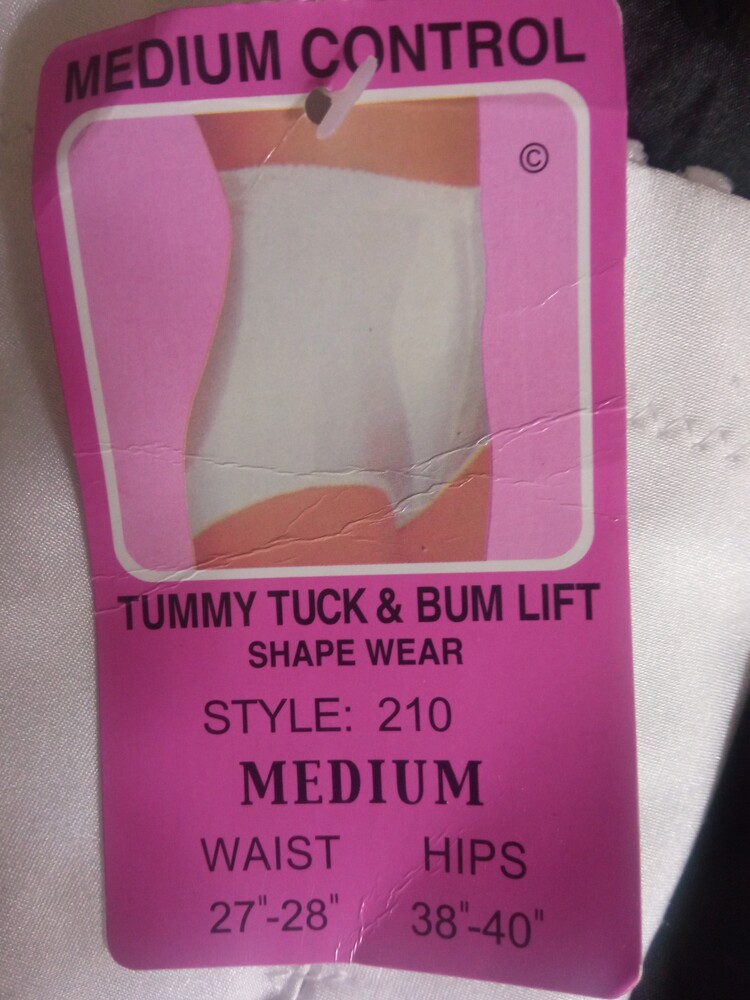 MEDIUM CONTROL
©
TUMMY TUCK & BUM LIFT
SHAPE WEAR
STYLE: 210
MEDIUM
WAIST HIPS
27"-28" 38"-40"